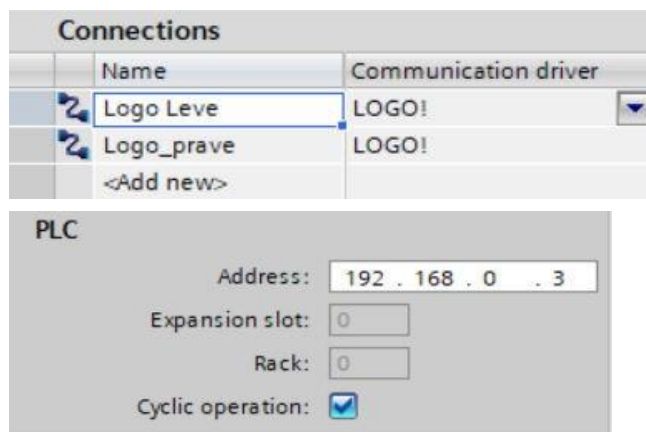 Connections
Name Communication driver
Logo Leve LOGO!
Logo_prave LOGO!
<Add new>
PLC
Address: 192 . 168 . 0 . 3
Expansion slot: 0
Rack: 0
Cyclic operation: